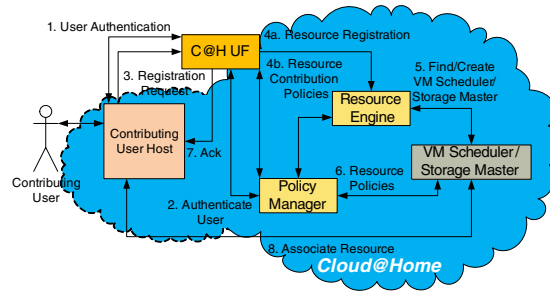 1. User Authentication
C@H UF
4a. Resource Registration
3. Registration
Request
4b. Resource
Contribution
Policies
5. Find/Create
VM Scheduler/
Storage Master
Resource
Engine
Contributing
User Host
7. Ack
VM Scheduler/
Storage Master
Contributing
User
2. Authenticate
User
Policy
Manager
6. Resource
Policies
8. Associate Resource
Cloud@Home